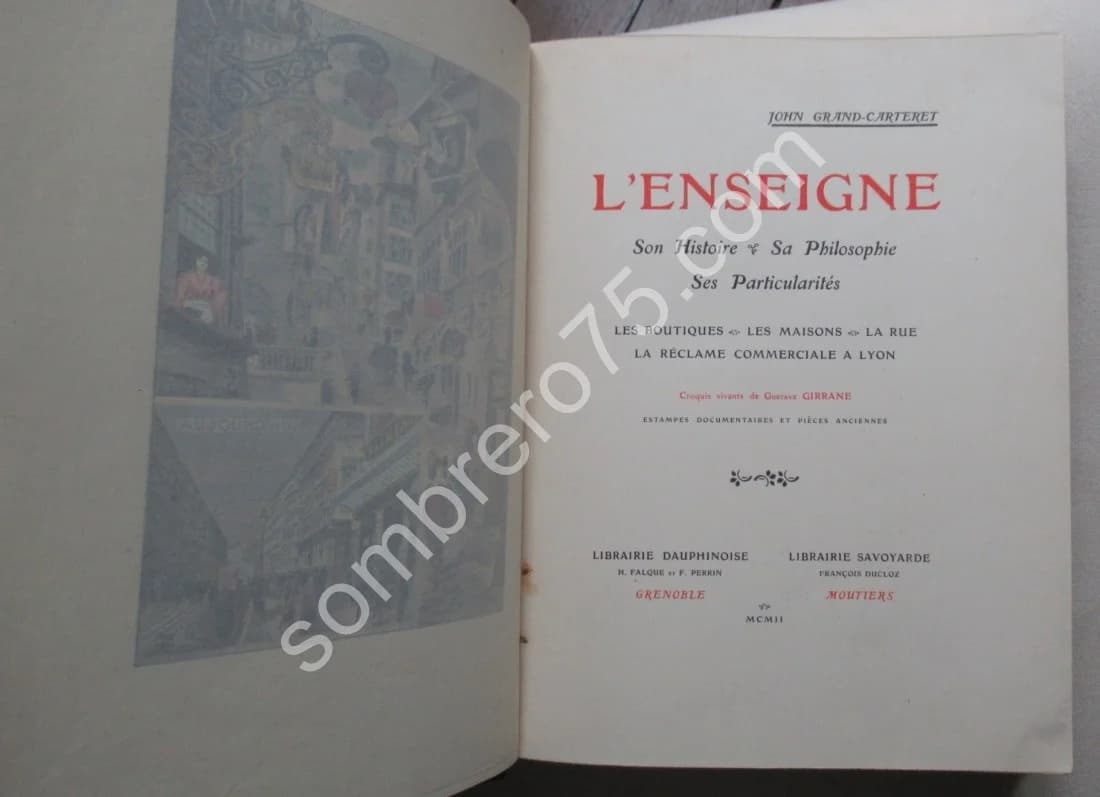 JOHN GRAND-CARTERET
L'ENSEIGNE
Son Histoire Sa Philosophie
Ses Particularités
LES BOUTIQUES LES MAISONS LA RUE
LA RÉCLAME COMMERCIALE A LYON
Croquis vivants de Gustave GIRRANE
ESTAMPES DOCUMENTAIRES ET PIÈCES ANCIENNES
LIBRAIRIE DAUPHINOISE
H. FALQUE ET F. PERRIN
GRENOBLE
LIBRAIRIE SAVOYARDE
FRANÇOIS DUCLOZ
MOUTIERS
MCMII
sombrero75.com